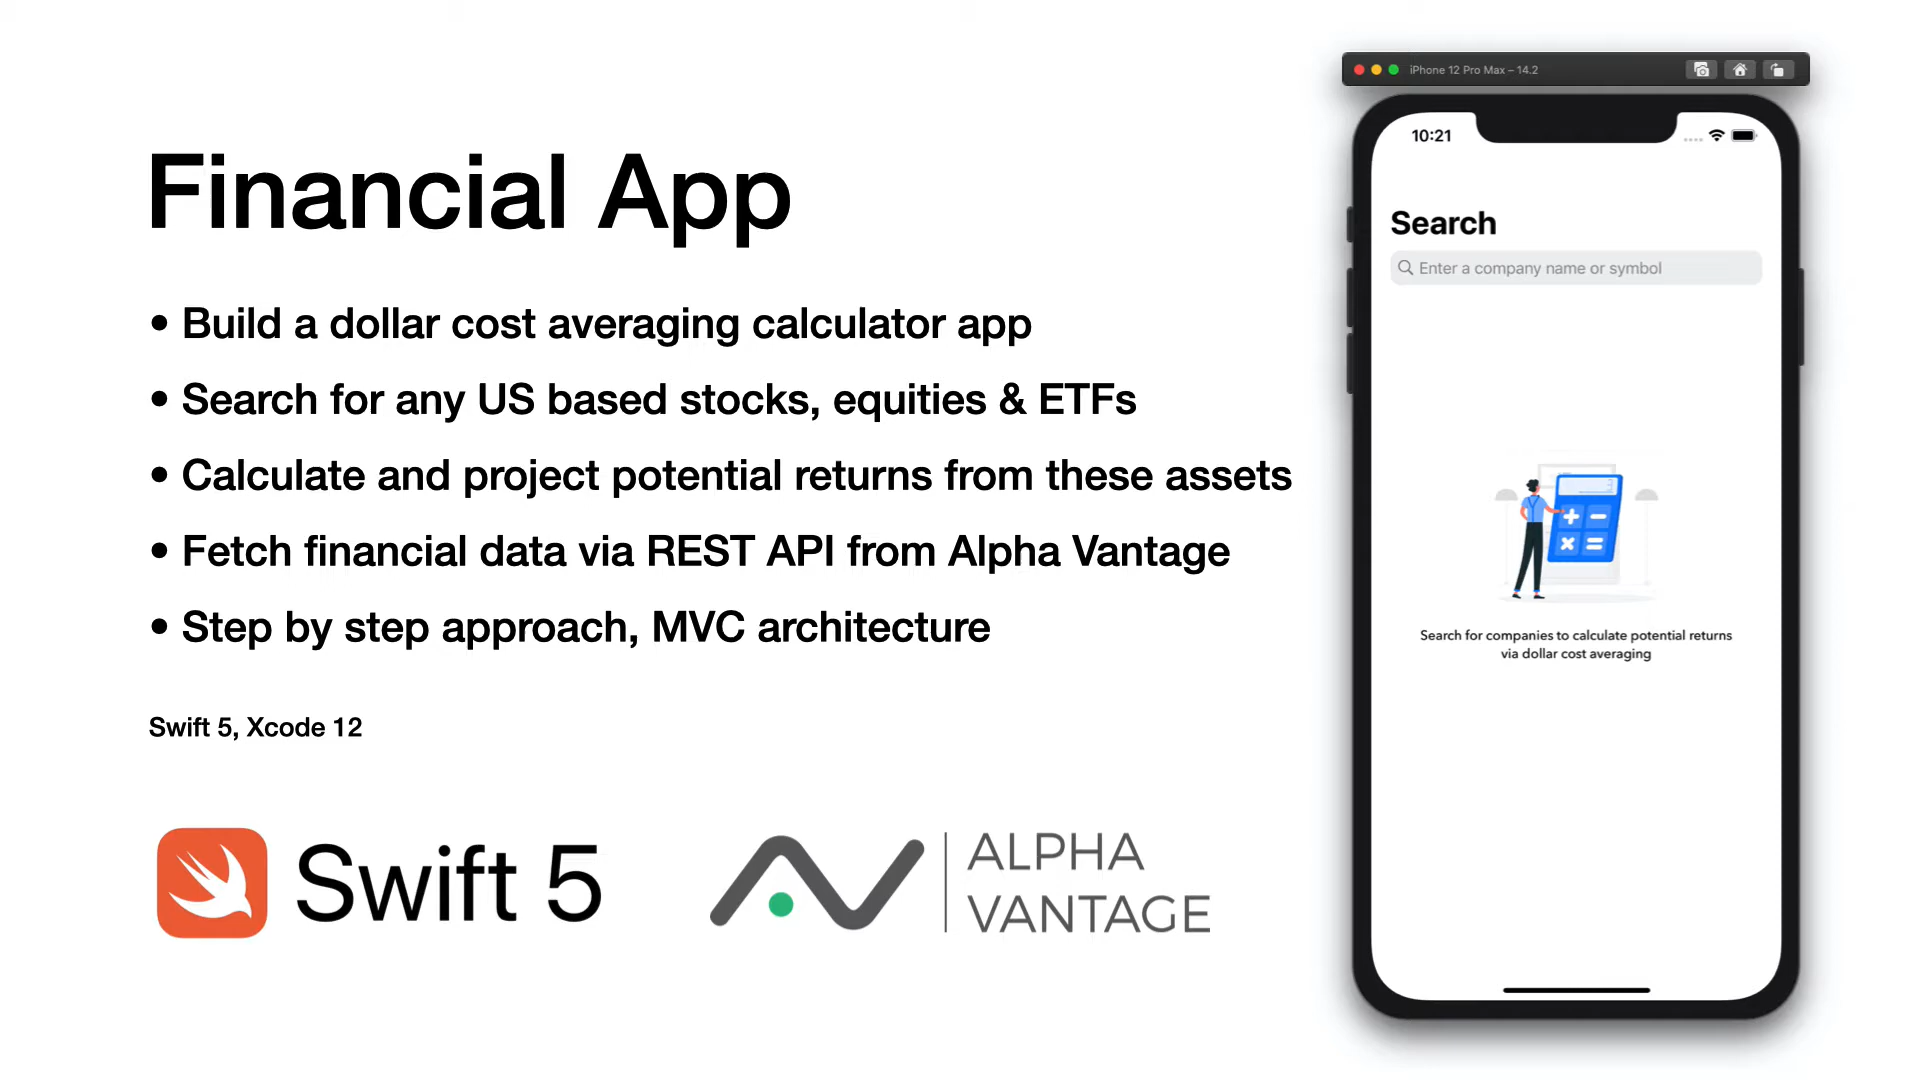 Financial App
• Build a dollar cost averaging calculator app
• Search for any US based stocks, equities & ETFs
• Calculate and project potential returns from these assets
• Fetch financial data via REST API from Alpha Vantage
• Step by step approach, MVC architecture
Swift 5, Xcode 12
Swift 5
ALPHA
VANTAGE
iPhone 12 Pro Max – 14.2
10:21
Search
Enter a company name or symbol
Search for companies to calculate potential returns
via dollar cost averaging